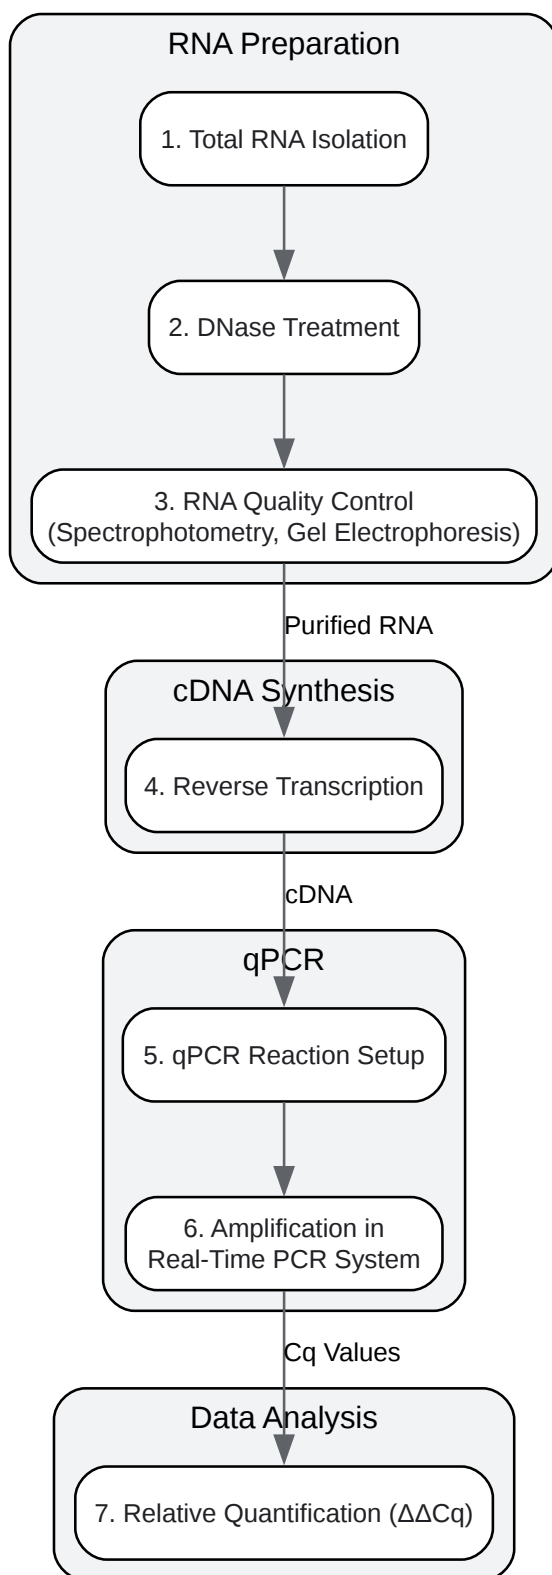 RNA Preparation
1. Total RNA Isolation
2. DNase Treatment
3. RNA Quality Control
(Spectrophotometry, Gel Electrophoresis)
Purified RNA
cDNA Synthesis
4. Reverse Transcription
cDNA
qPCR
5. qPCR Reaction Setup
6. Amplification in
Real-Time PCR System
Cq Values
Data Analysis
7. Relative Quantification (ΔΔCq)